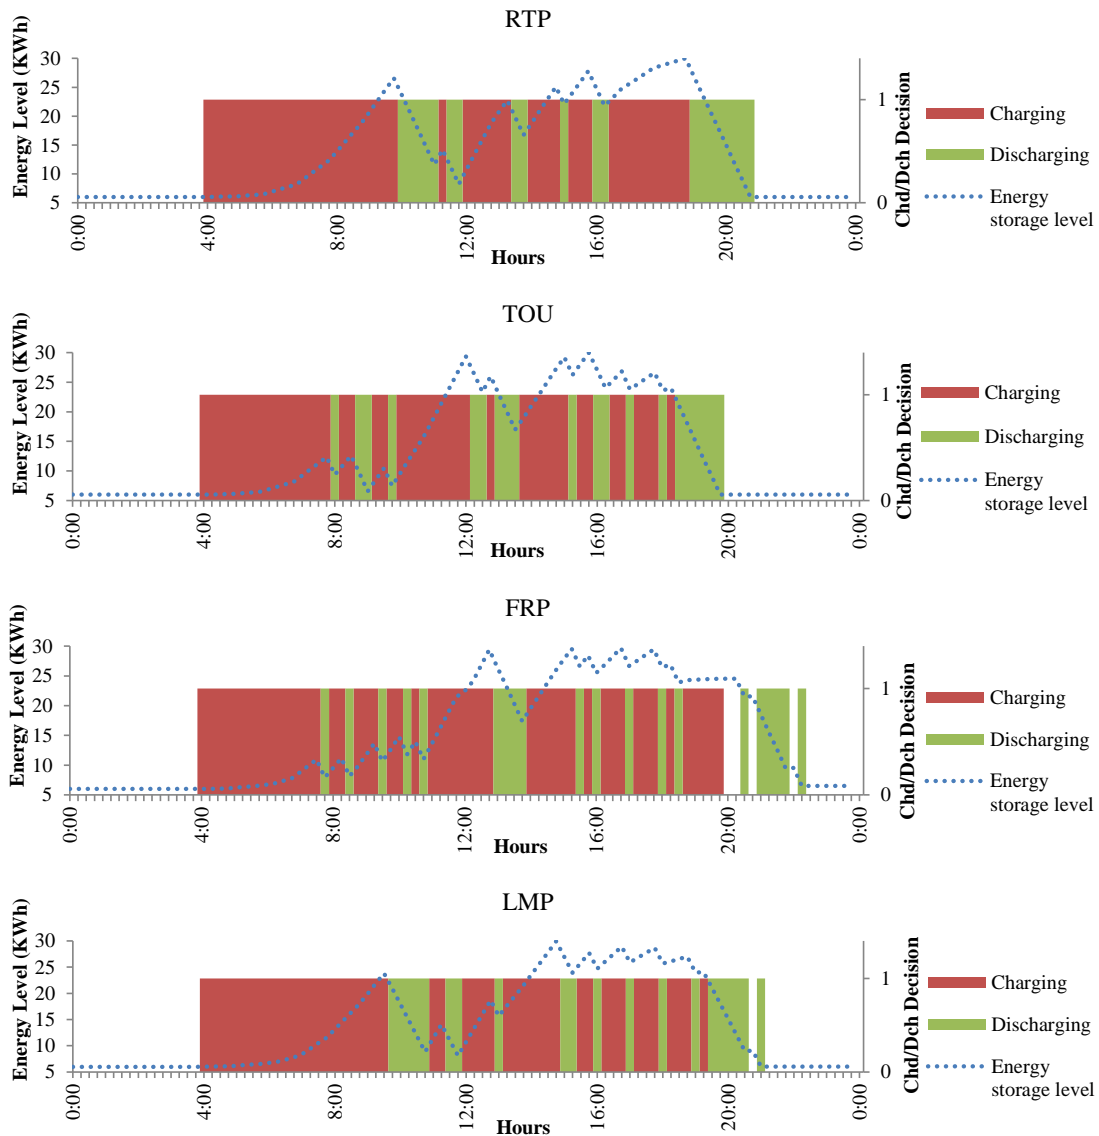 RTP
Energy Level (KWh)
30
25
20
15
10
5
1
0
Chd/Dch Decision
0:00
4:00
8:00
12:00
16:00
20:00
0:00
Hours
Charging
Discharging
Energy
storage level
TOU
Energy Level (KWh)
30
25
20
15
10
5
1
0
Chd/Dch Decision
0:00
4:00
8:00
12:00
16:00
20:00
0:00
Hours
Charging
Discharging
Energy
storage level
FRP
Energy Level (KWh)
30
25
20
15
10
5
1
0
Chd/Dch Decision
0:00
4:00
8:00
12:00
16:00
20:00
0:00
Hours
Charging
Discharging
Energy
storage level
LMP
Energy Level (KWh)
30
25
20
15
10
5
1
0
Chd/Dch Decision
0:00
4:00
8:00
12:00
16:00
20:00
0:00
Hours
Charging
Discharging
Energy
storage level